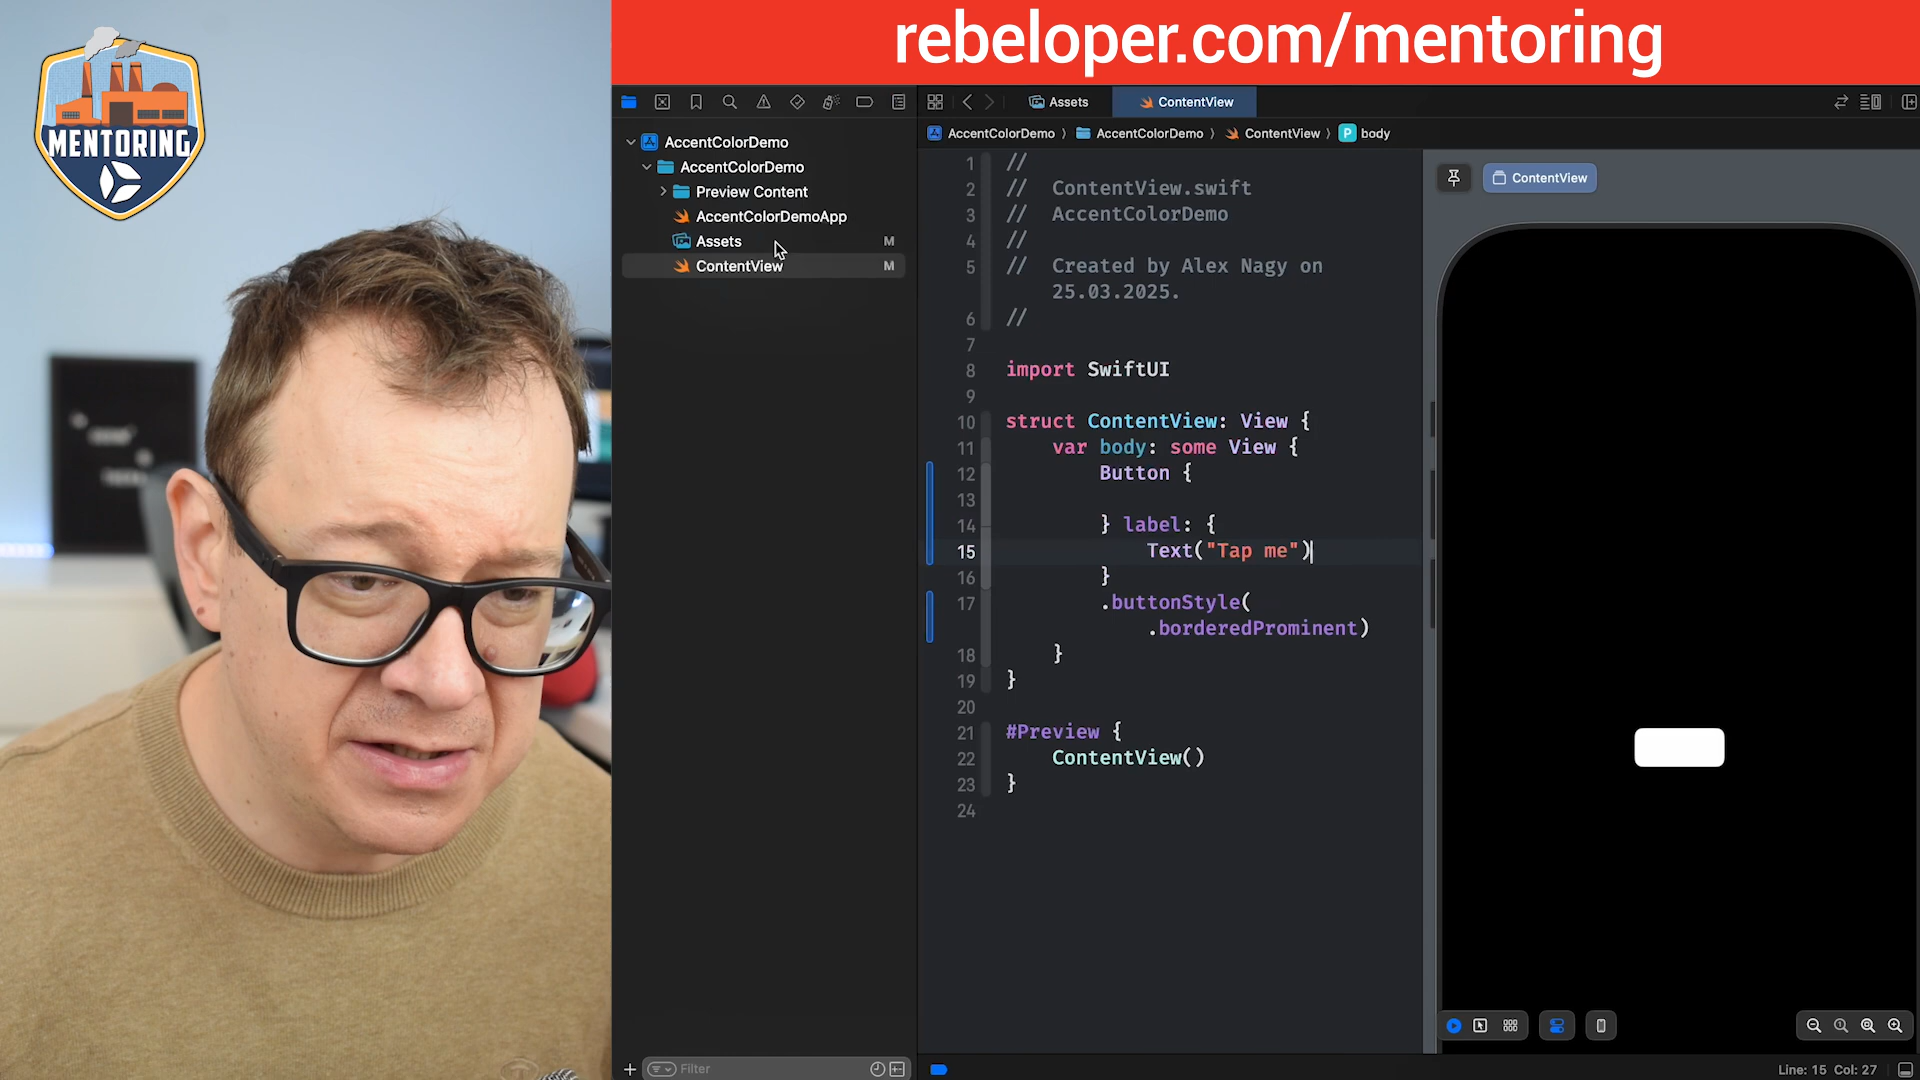 rebeloper.com/mentoring
MENTORING
Assets
ContentView
AccentColorDemo
AccentColorDemo
ContentView
body
AccentColorDemo
AccentColorDemo
Preview Content
AccentColorDemoApp
Assets M
ContentView M
ContentView
1 //
2 // ContentView.swift
3 // AccentColorDemo
4 //
5 // Created by Alex Nagy on
25.03.2025.
6 //
7
8 import SwiftUI
9
10 struct ContentView: View {
11 var body: some View {
12 Button {
13
14 } label: {
15 Text("Tap me")
16 }
17 .buttonStyle(
.borderedProminent)
18 }
19 }
20
21 #Preview {
22 ContentView()
23 }
24
Filter
Line: 15 Col: 27